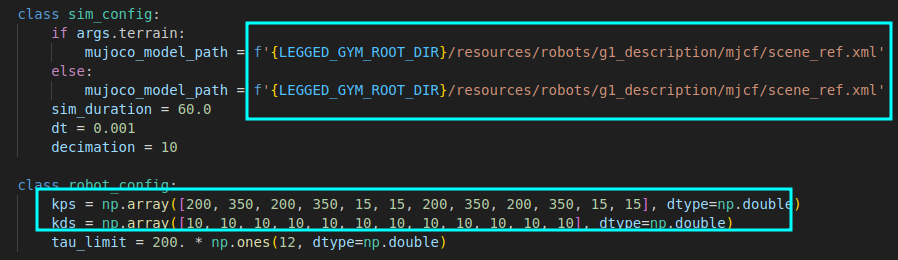 class sim_config:
    if args.terrain:
        mujoco_model_path = f'{LEGGED_GYM_ROOT_DIR}/resources/robots/g1_description/mjcf/scene_ref.xml'
    else:
        mujoco_model_path = f'{LEGGED_GYM_ROOT_DIR}/resources/robots/g1_description/mjcf/scene_ref.xml'
    sim_duration = 60.0
    dt = 0.001
    decimation = 10
class robot_config:
    kps = np.array([200, 350, 200, 350, 15, 15, 200, 350, 200, 350, 15, 15], dtype=np.double)
    kds = np.array([10, 10, 10, 10, 10, 10, 10, 10, 10, 10, 10, 10], dtype=np.double)
    tau_limit = 200. * np.ones(12, dtype=np.double)